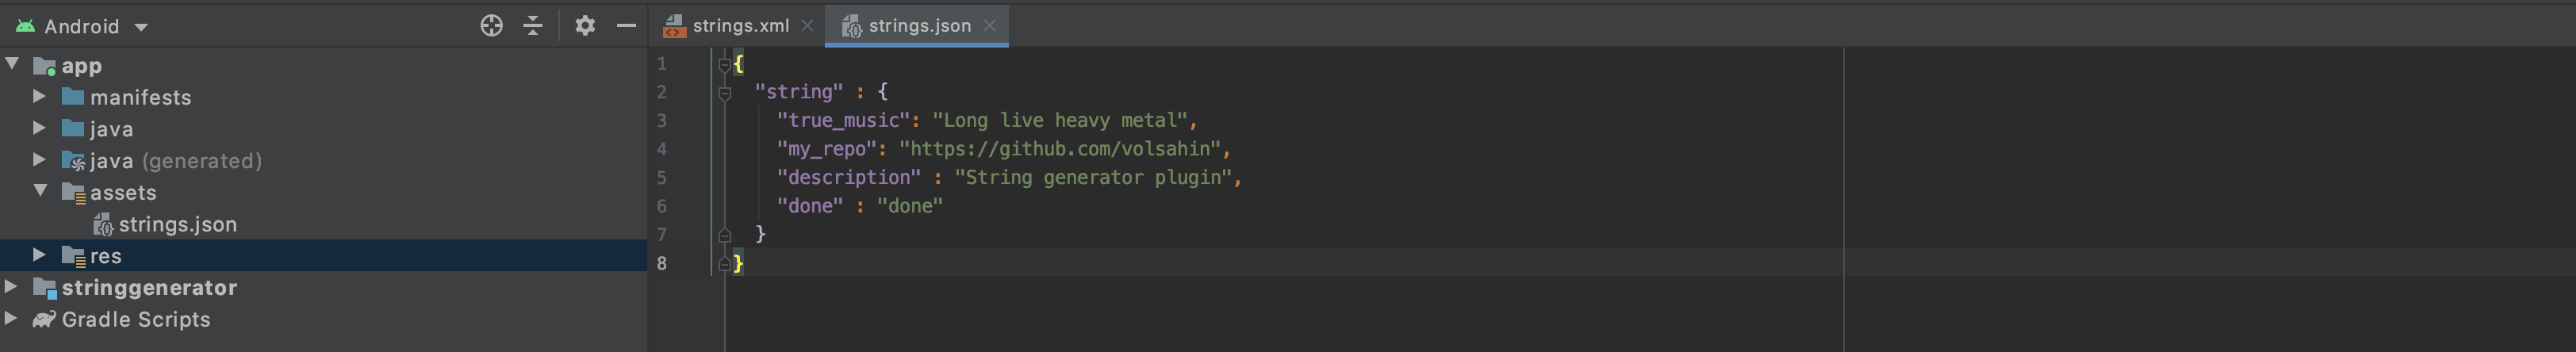 Android
app
manifests
java
java (generated)
assets
strings.json
res
stringgenerator
Gradle Scripts
strings.xml
strings.json
1 {
2 "string" : {
3 "true_music": "Long live heavy metal",
4 "my_repo": "https://github.com/volsahin",
5 "description" : "String generator plugin",
6 "done" : "done"
7 }
8 }